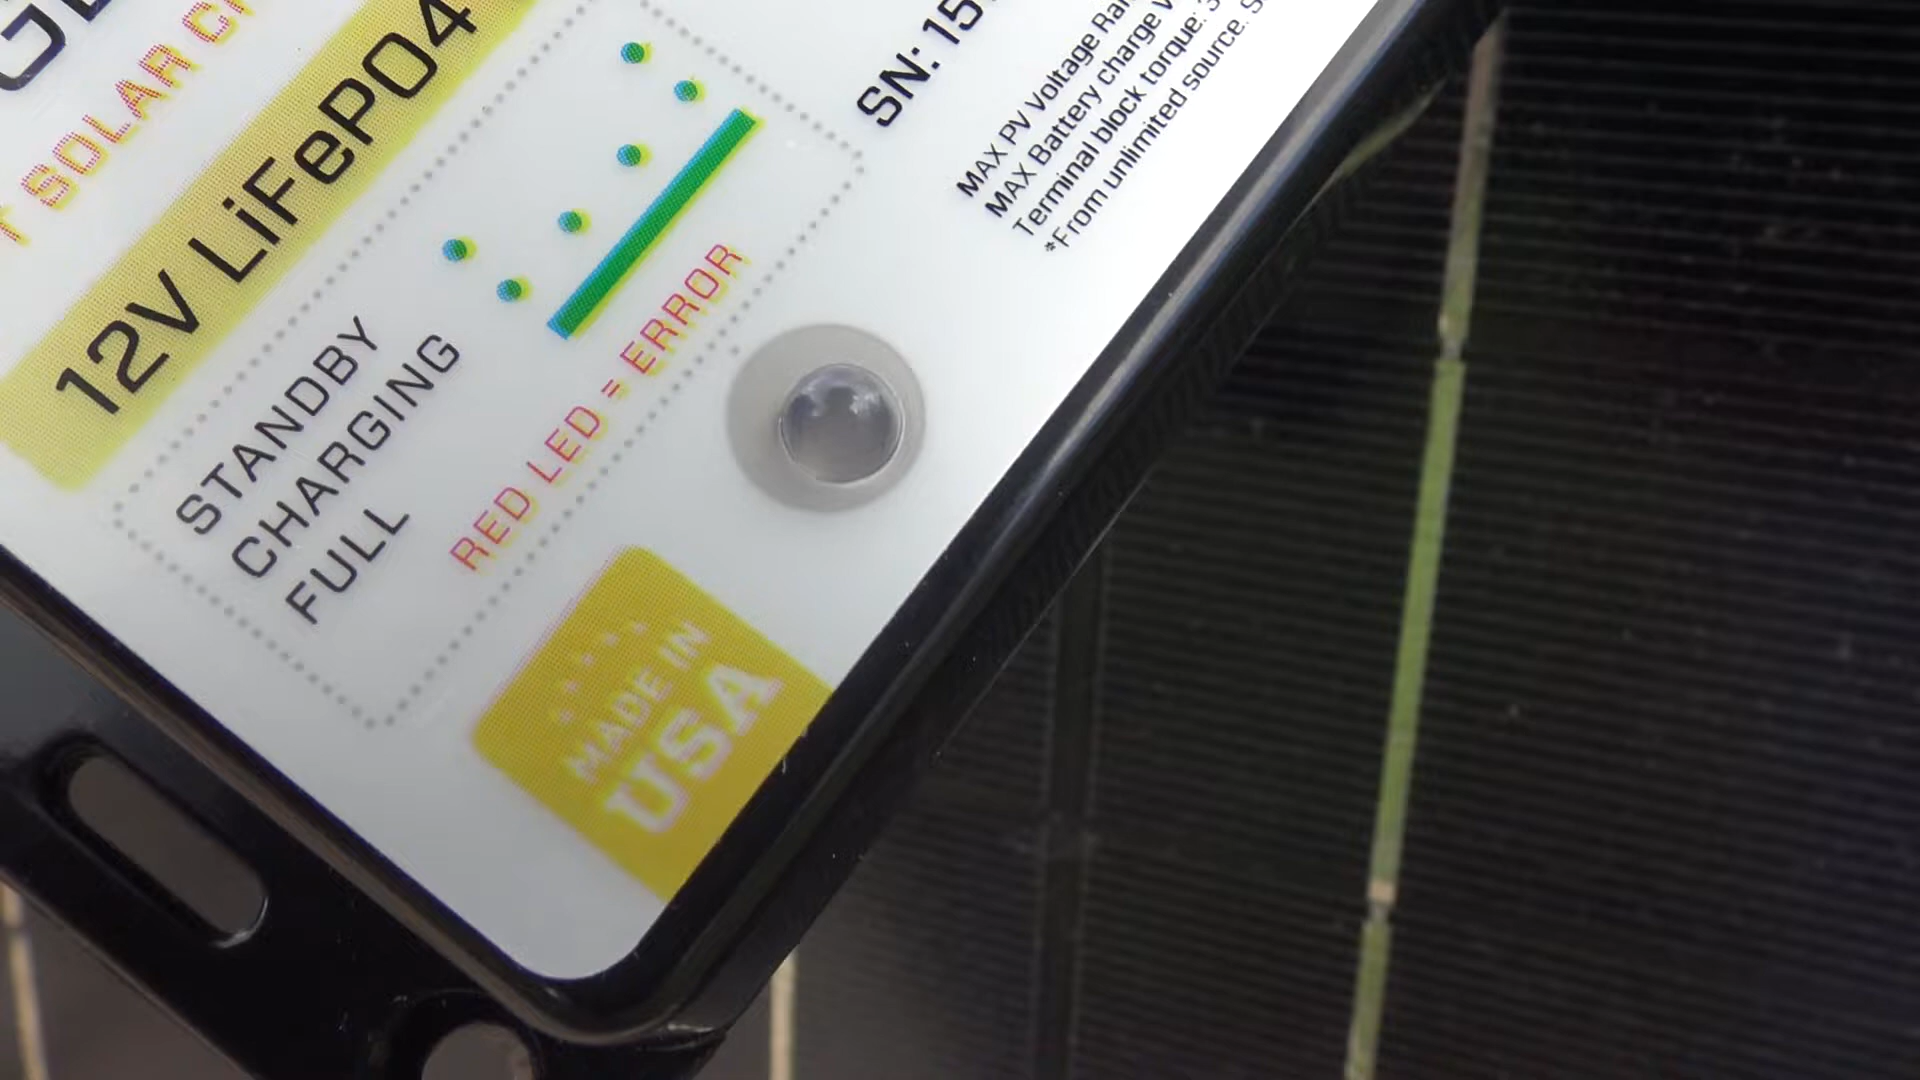 SOLAR
12V LiFePO4
STANDBY
CHARGING
FULL
RED LED = ERROR
MADE IN
USA
SN: 15
MAX PV Voltage
MAX Battery charge
Terminal block torque:
*From unlimited source.